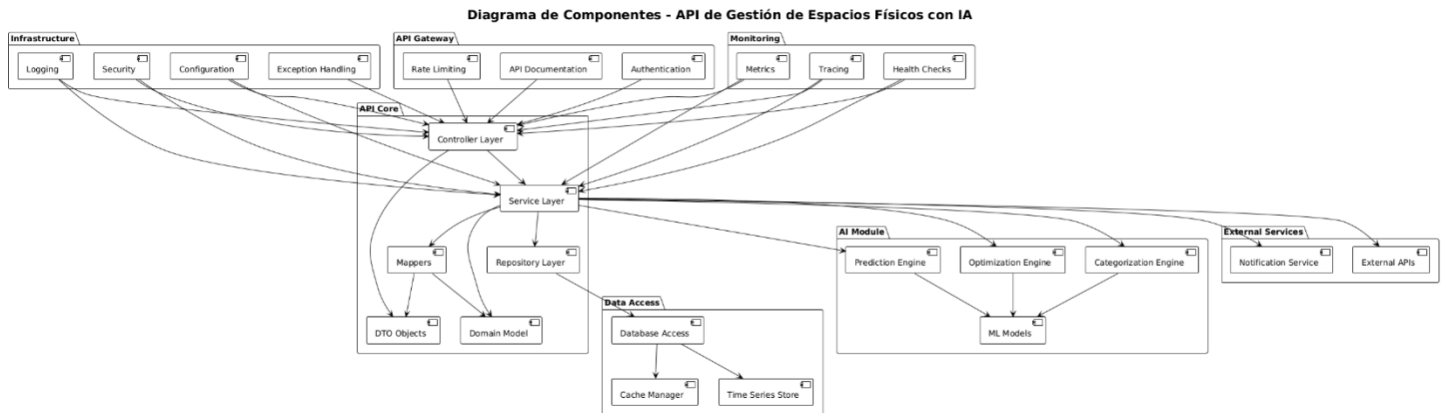 Diagrama de Componentes - API de Gestión de Espacios Físicos con IA
Infrastructure
Logging
Security
Configuration
Exception Handling
API Gateway
Rate Limiting
API Documentation
Authentication
Monitoring
Metrics
Tracing
Health Checks
API Core
Controller Layer
Service Layer
Mappers
Repository Layer
DTO Objects
Domain Model
Data Access
Database Access
Cache Manager
Time Series Store
AI Module
Prediction Engine
Optimization Engine
Categorization Engine
ML Models
External Services
Notification Service
External APIs